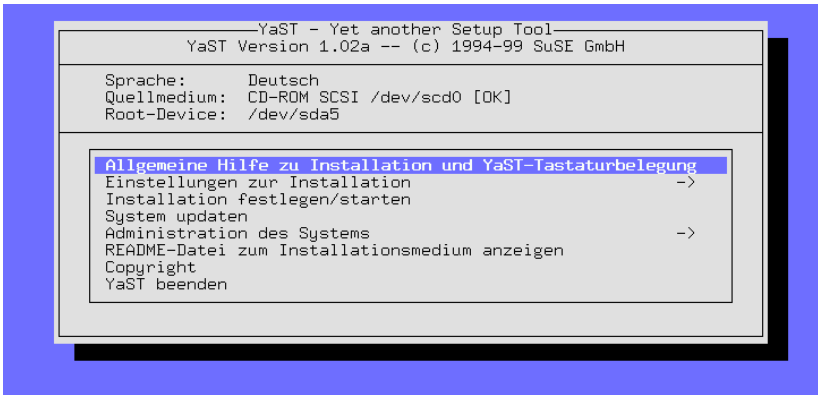 YaST - Yet another Setup Tool
YaST Version 1.02a -- (c) 1994-99 SuSE GmbH
Sprache: Deutsch
Quellmedium: CD-ROM SCSI /dev/scd0 [OK]
Root-Device: /dev/sda5
Allgemeine Hilfe zu Installation und YaST-Tastaturbelegung
Einstellungen zur Installation ->
Installation festlegen/starten
System updaten
Administration des Systems ->
README-Datei zum Installationsmedium anzeigen
Copyright
YaST beenden